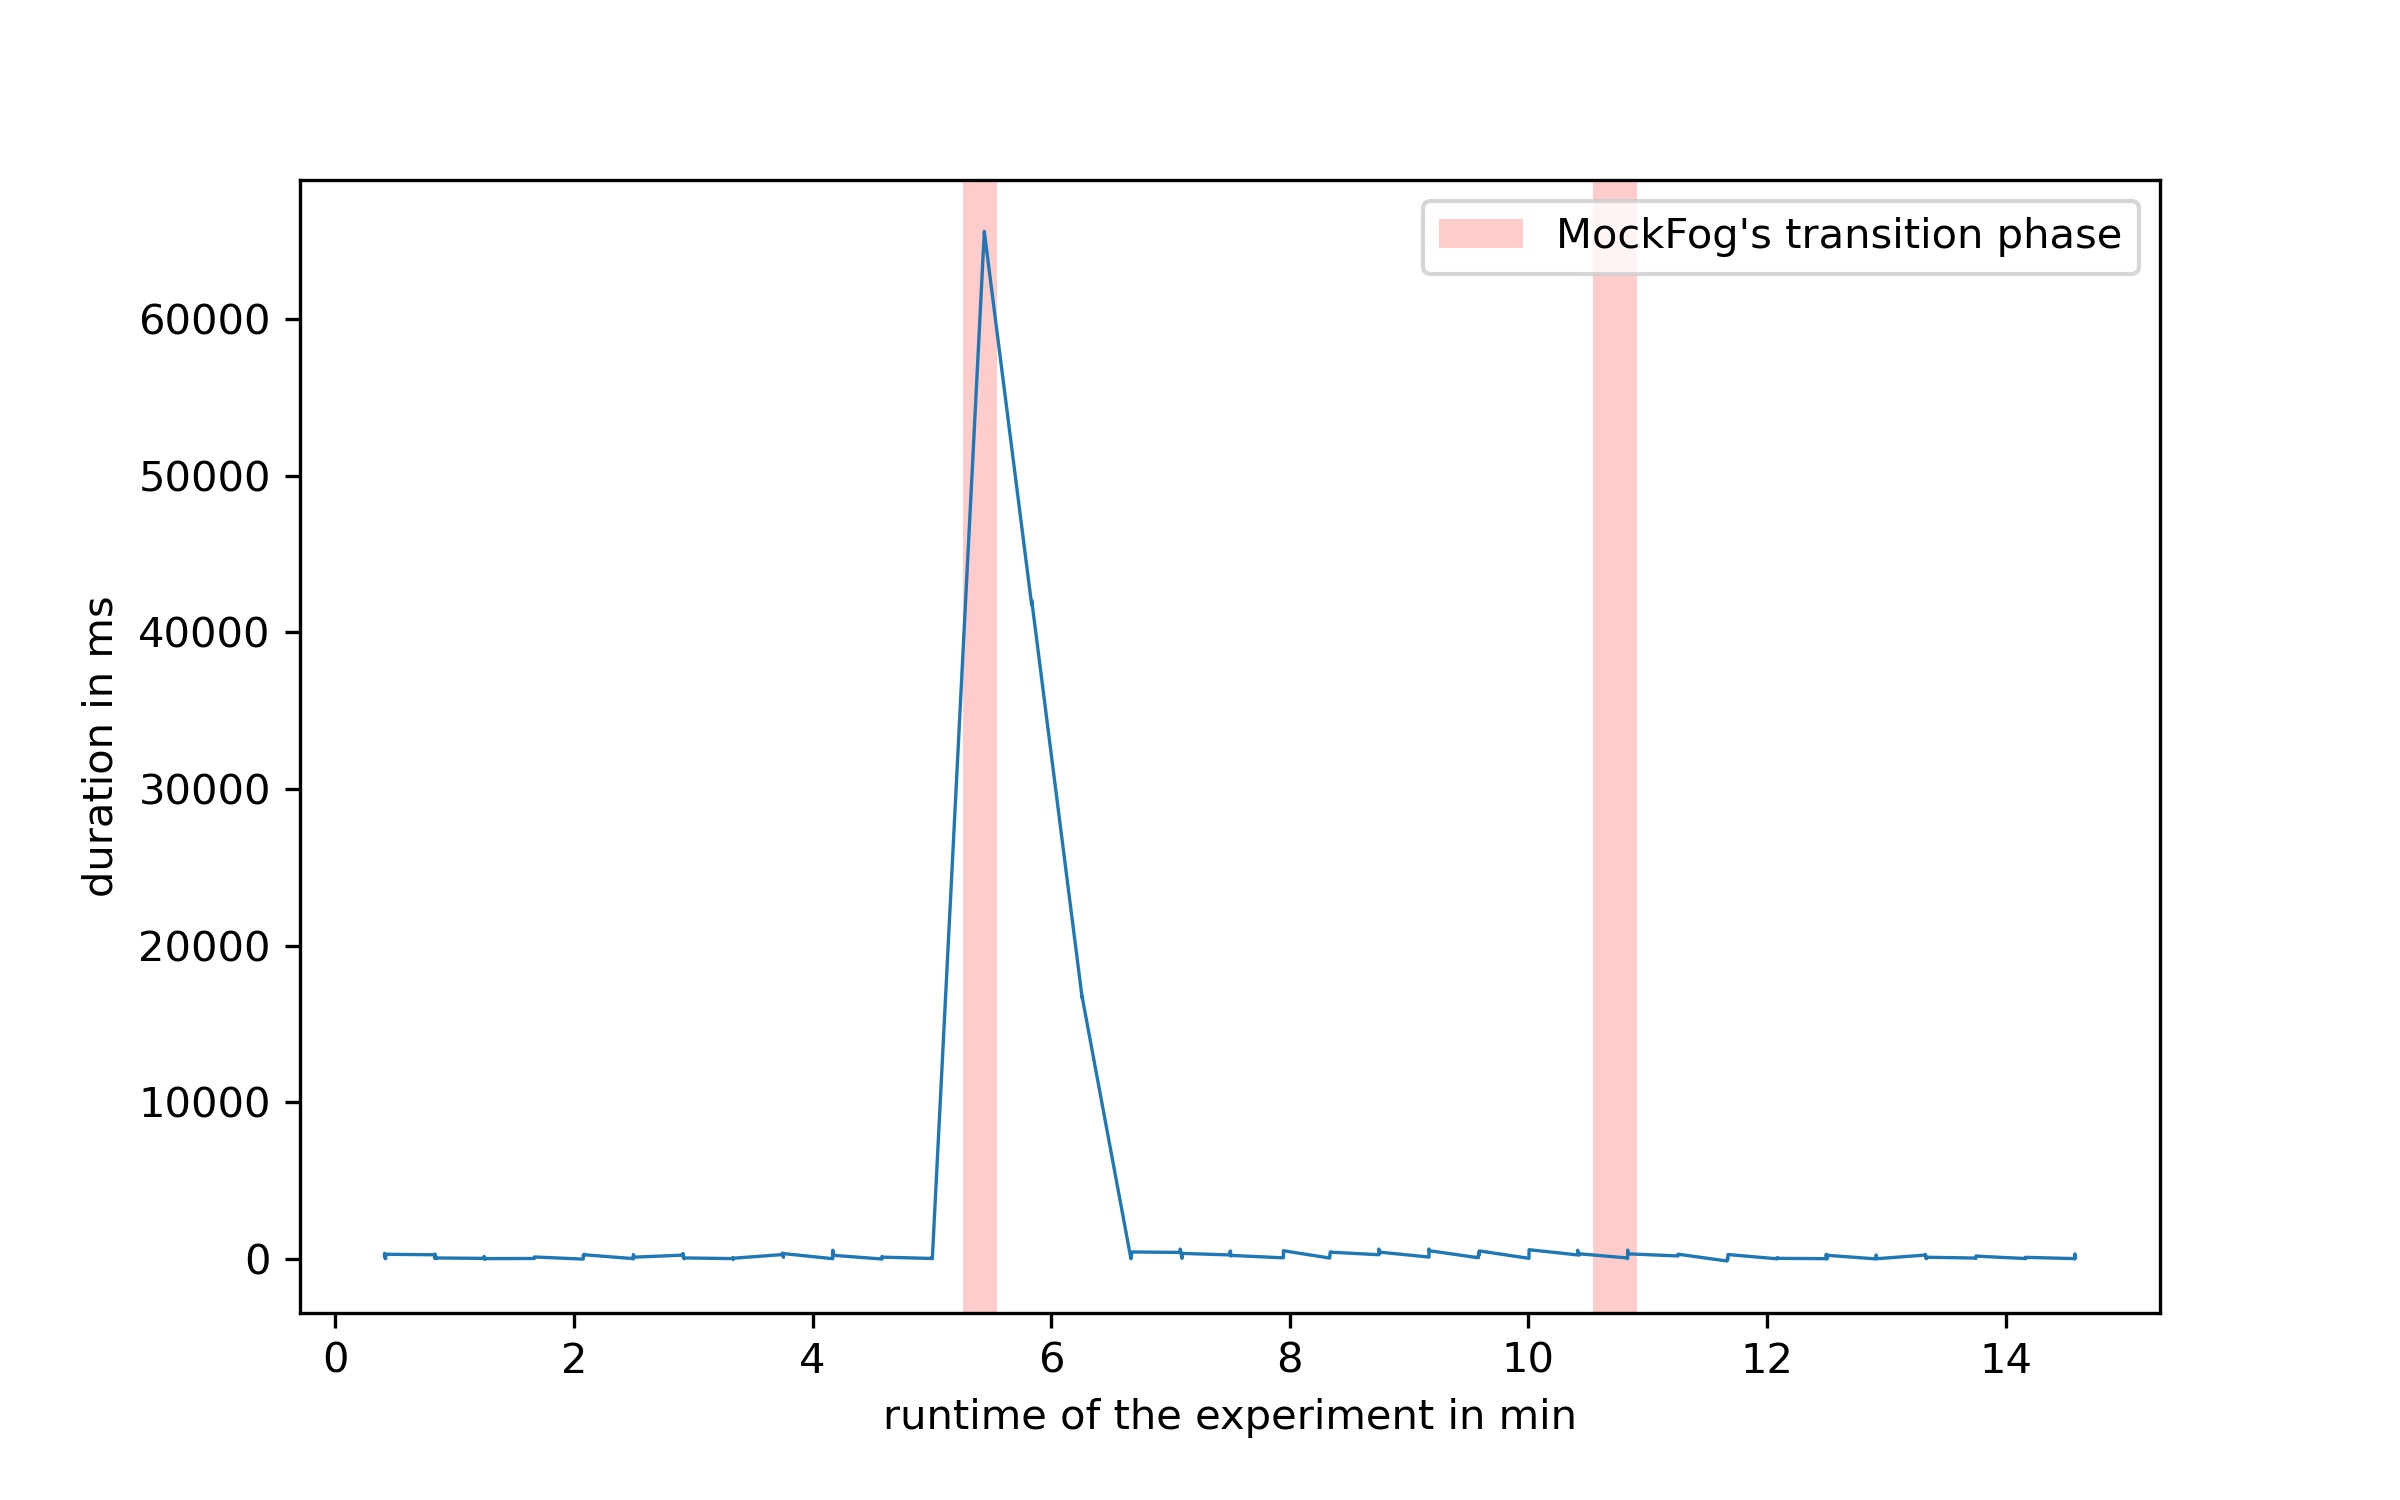 MockFog's transition phase
60000
50000
40000
30000
20000
10000
0
duration in ms
0 2 4 6 8 10 12 14
runtime of the experiment in min